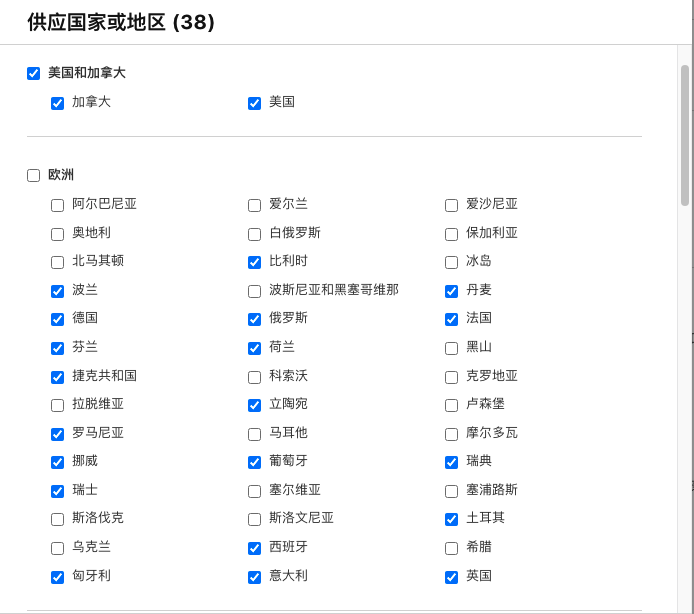 供应国家或地区 (38)
美国和加拿大
加拿大 美国
欧洲
阿尔巴尼亚 爱尔兰 爱沙尼亚
奥地利 白俄罗斯 保加利亚
北马其顿 比利时 冰岛
波兰 波斯尼亚和黑塞哥维那 丹麦
德国 俄罗斯 法国
芬兰 荷兰 黑山
捷克共和国 科索沃 克罗地亚
拉脱维亚 立陶宛 卢森堡
罗马尼亚 马耳他 摩尔多瓦
挪威 葡萄牙 瑞典
瑞士 塞尔维亚 塞浦路斯
斯洛伐克 斯洛文尼亚 土耳其
乌克兰 西班牙 希腊
匈牙利 意大利 英国